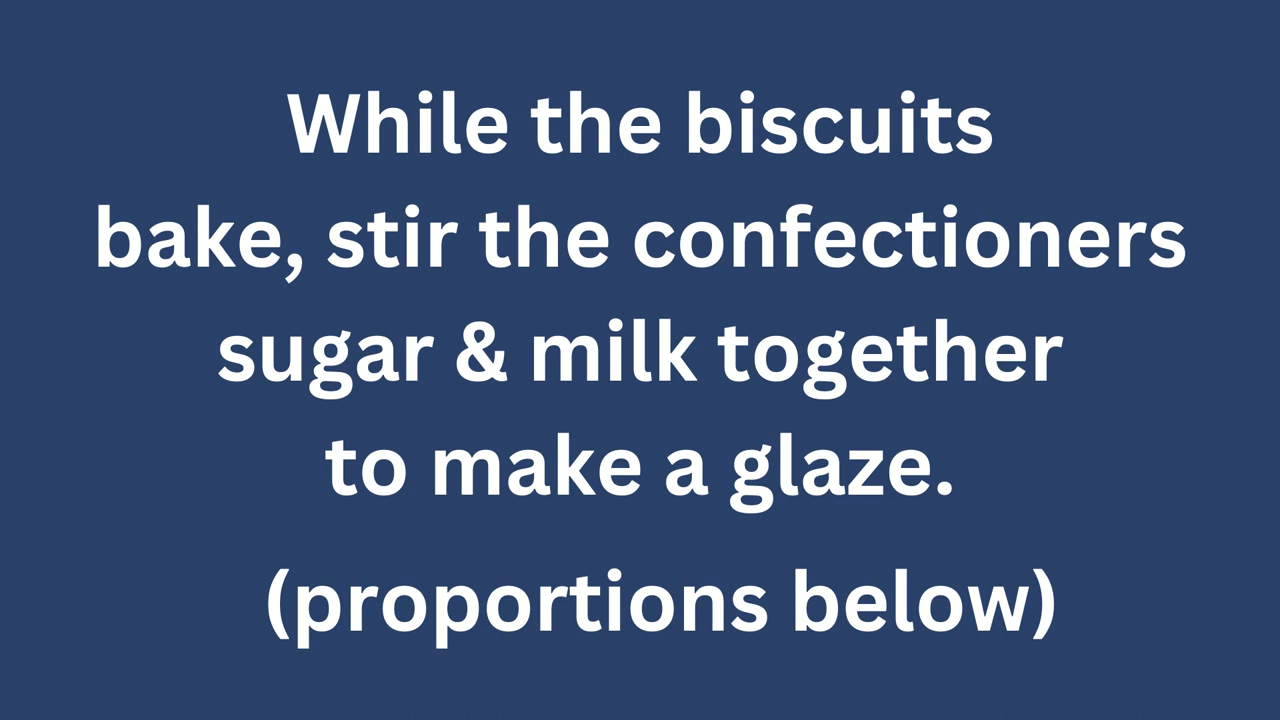 While the biscuits
bake, stir the confectioners
sugar & milk together
to make a glaze.
(proportions below)